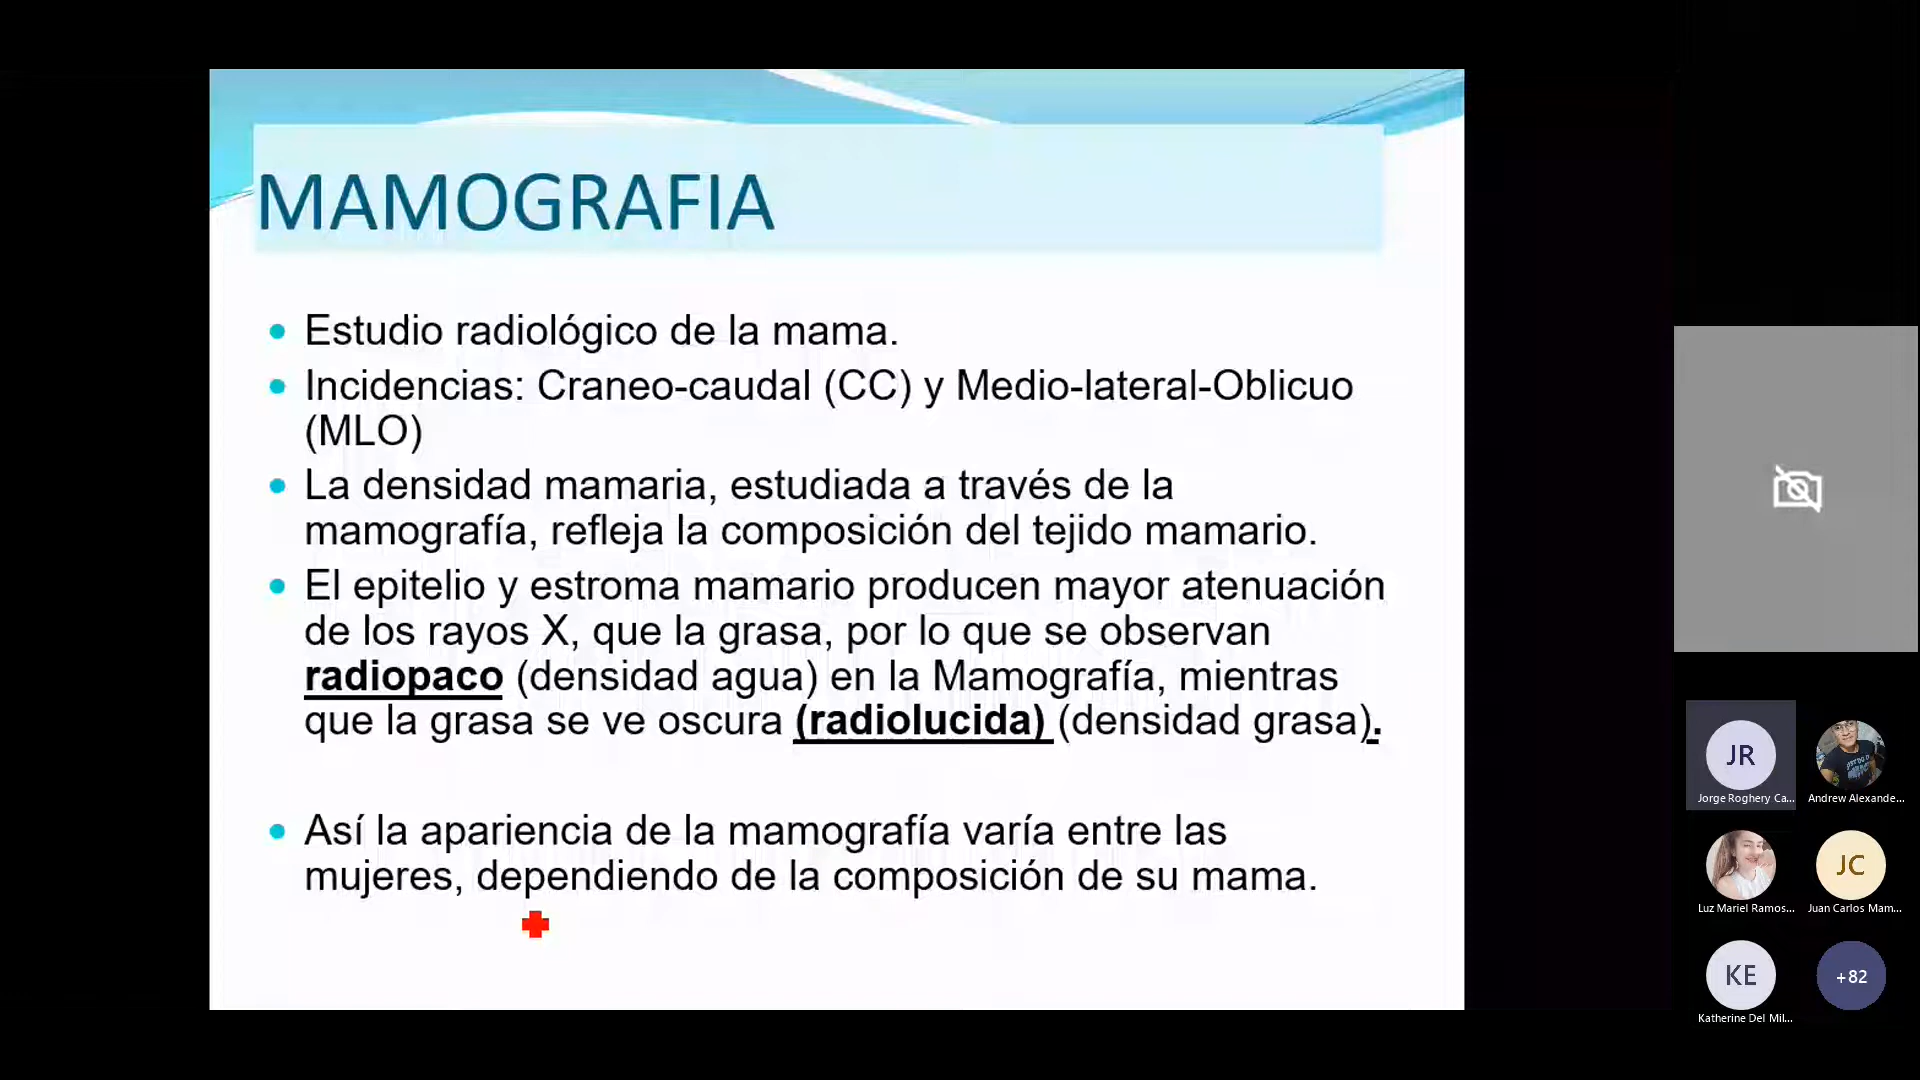 MAMOGRAFIA
Estudio radiológico de la mama.
Incidencias: Craneo-caudal (CC) y Medio-lateral-Oblicuo
(MLO)
La densidad mamaria, estudiada a través de la
mamografía, refleja la composición del tejido mamario.
El epitelio y estroma mamario producen mayor atenuación
de los rayos X, que la grasa, por lo que se observan
radiopaco (densidad agua) en la Mamografía, mientras
que la grasa se ve oscura (radiolucida) (densidad grasa).
Así la apariencia de la mamografía varía entre las
mujeres, dependiendo de la composición de su mama.
JR
Jorge Roghery Ca...
Andrew Alexande...
Luz Mariel Ramos...
JC
Juan Carlos Mam...
KE
Katherine Del Mil...
+82